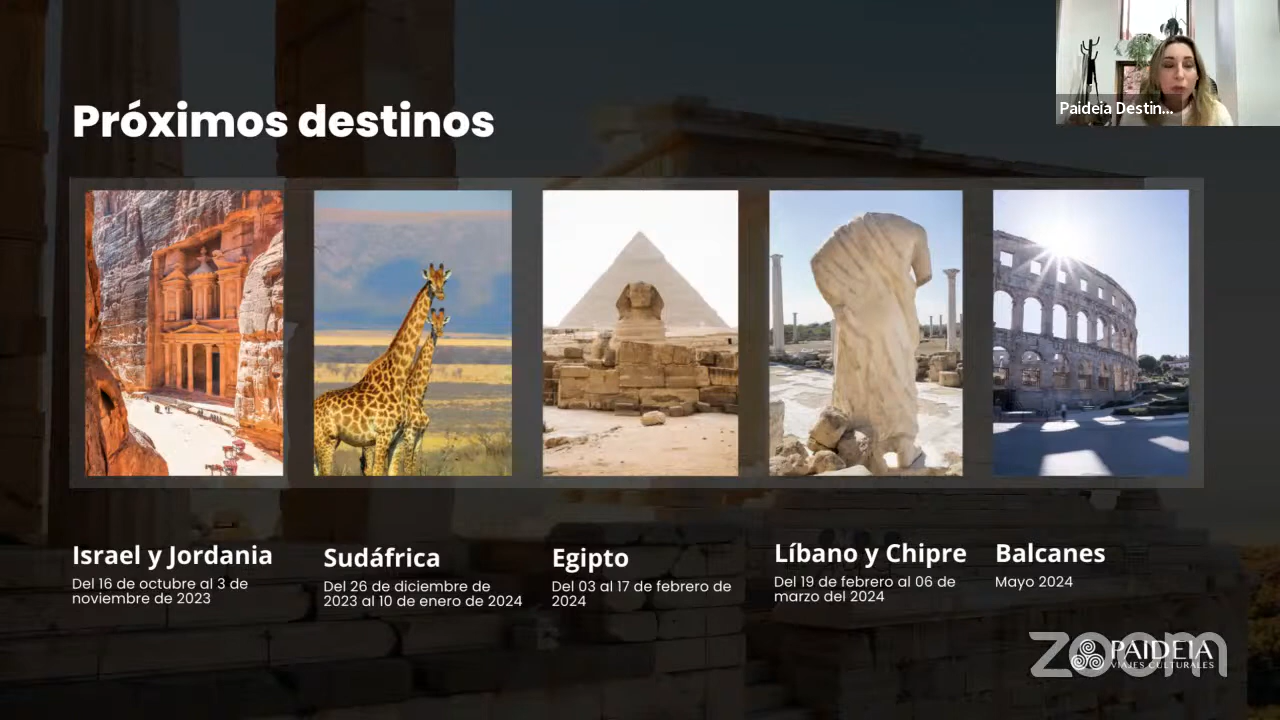 Paideia Destin...
Próximos destinos
Israel y Jordania
Del 16 de octubre al 3 de
noviembre de 2023
Sudáfrica
Del 26 de diciembre de
2023 al 10 de enero de 2024
Egipto
Del 03 al 17 de febrero de
2024
Líbano y Chipre
Del 19 de febrero al 06 de
marzo del 2024
Balcanes
Mayo 2024
zoom
PAIDEIA
VIAJES CULTURALES